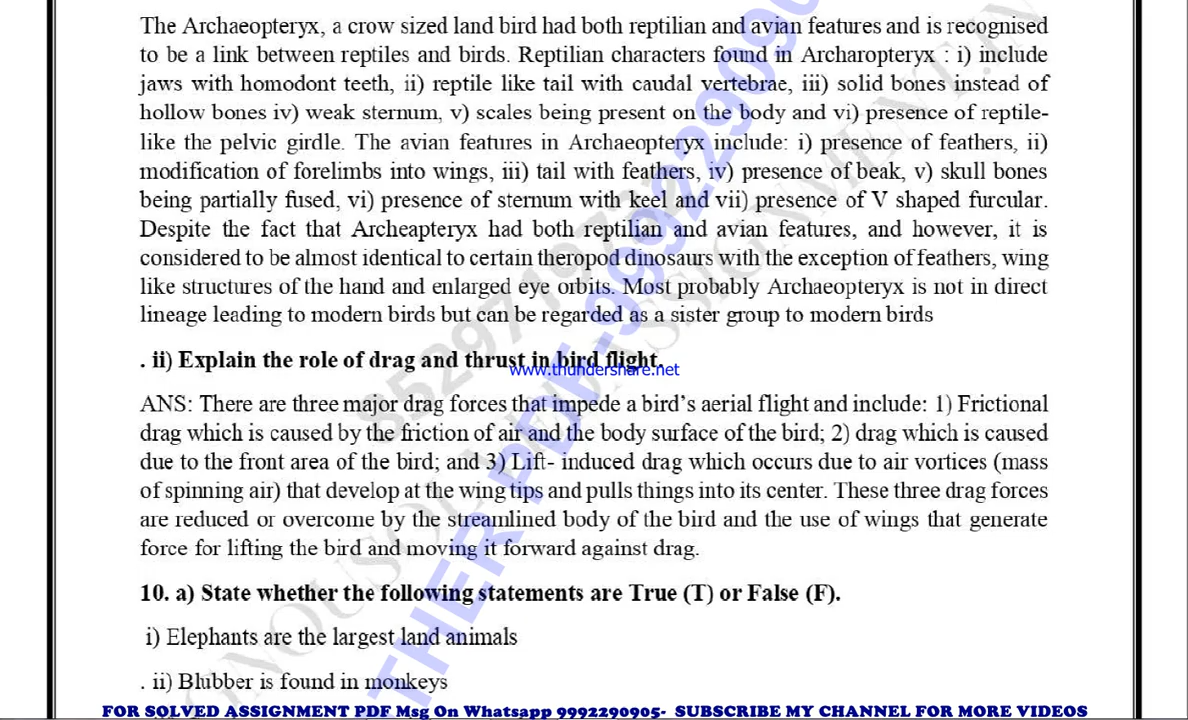 The Archaeopteryx, a crow sized land bird had both reptilian and avian features and is recognised
to be a link between reptiles and birds. Reptilian characters found in Archaropteryx : i) include
jaws with homodont teeth, ii) reptile like tail with caudal vertebrae, iii) solid bones instead of
hollow bones iv) weak sternum, v) scales being present on the body and vi) presence of reptile-
like the pelvic girdle. The avian features in Archaeopteryx include: i) presence of feathers, ii)
modification of forelimbs into wings, iii) tail with feathers, iv) presence of beak, v) skull bones
being partially fused, vi) presence of sternum with keel and vii) presence of V shaped furcular.
Despite the fact that Archeapteryx had both reptilian and avian features, and however, it is
considered to be almost identical to certain theropod dinosaurs with the exception of feathers, wing
like structures of the hand and enlarged eye orbits. Most probably Archaeopteryx is not in direct
lineage leading to modern birds but can be regarded as a sister group to modern birds
. ii) Explain the role of drag and thrust in bird flight.
www.thundershare.net
ANS: There are three major drag forces that impede a bird's aerial flight and include: 1) Frictional
drag which is caused by the friction of air and the body surface of the bird; 2) drag which is caused
due to the front area of the bird; and 3) Lift- induced drag which occurs due to air vortices (mass
of spinning air) that develop at the wing tips and pulls things into its center. These three drag forces
are reduced or overcome by the streamlined body of the bird and the use of wings that generate
force for lifting the bird and moving it forward against drag.
10. a) State whether the following statements are True (T) or False (F).
i) Elephants are the largest land animals
. ii) Blubber is found in monkeys
FOR SOLVED ASSIGNMENT PDF Msg On Whatsapp 9992290905- SUBSCRIBE MY CHANNEL FOR MORE VIDEOS